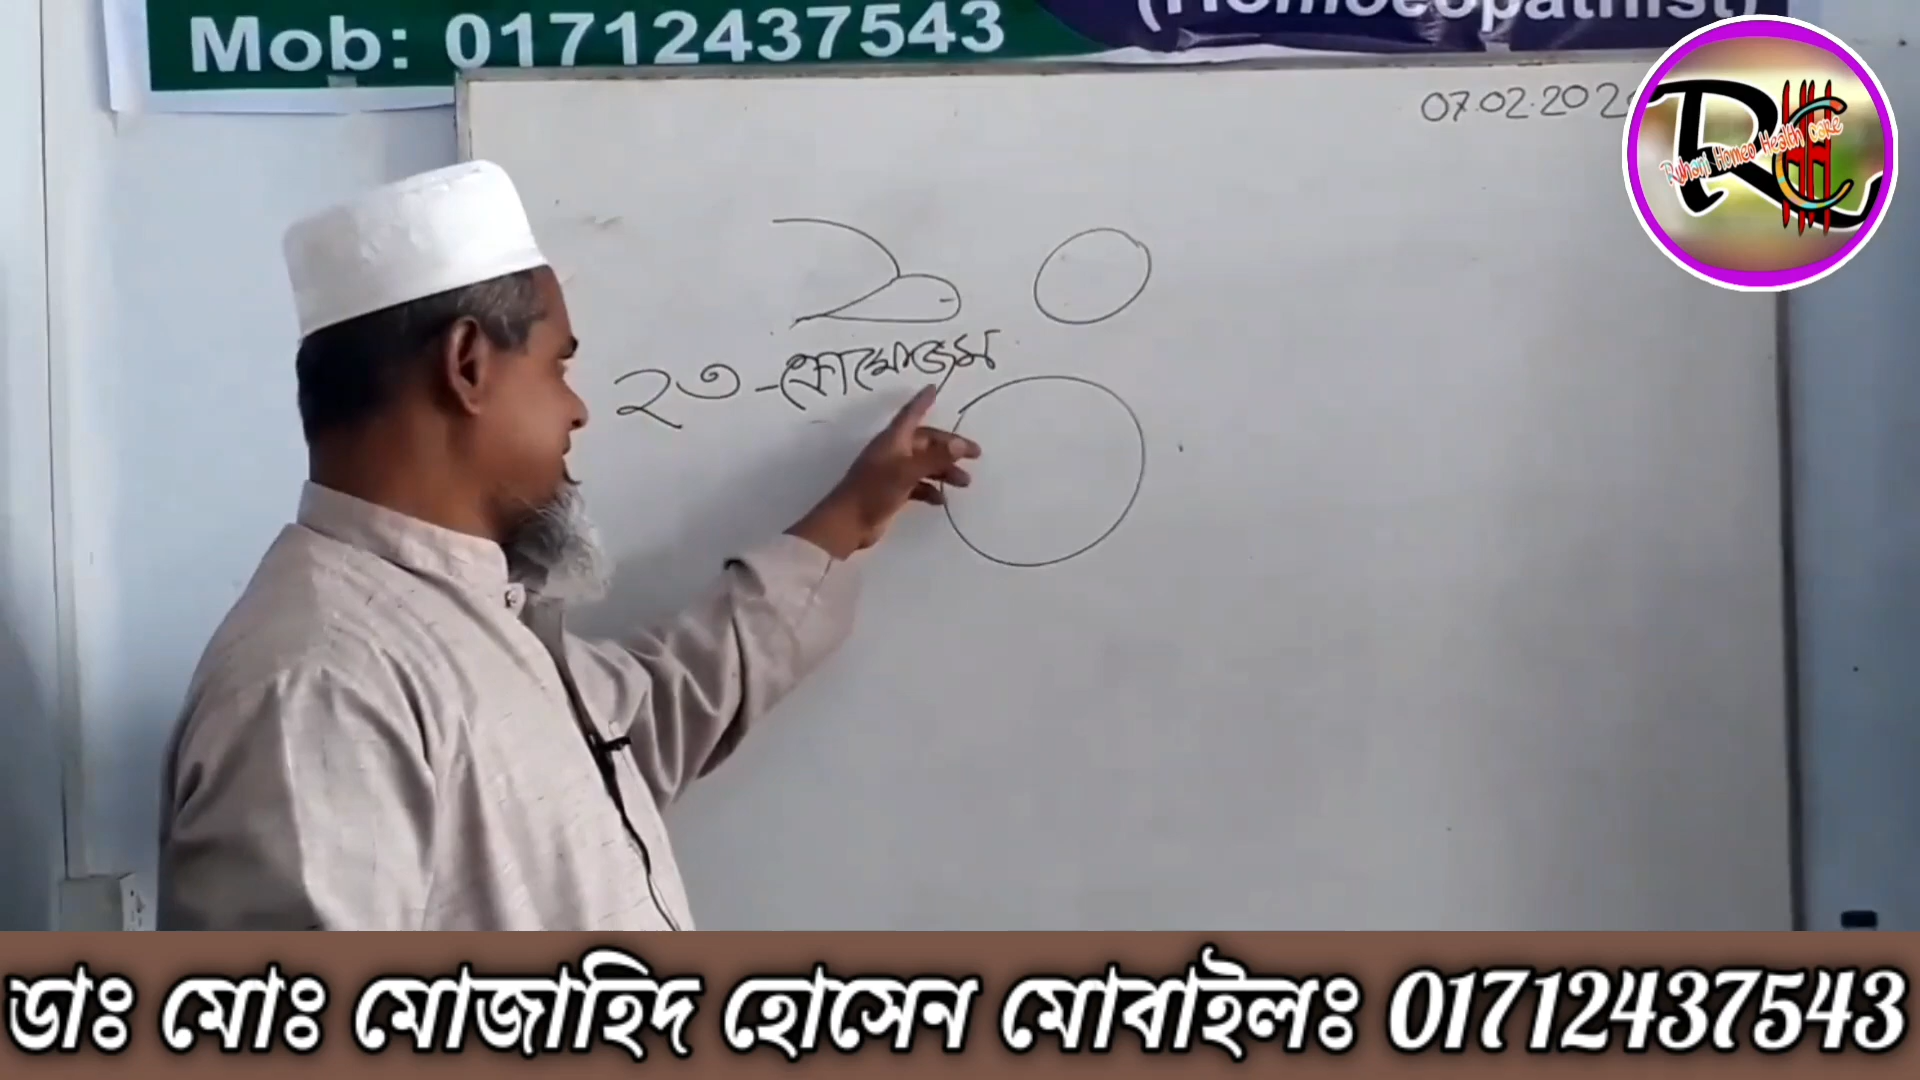 Mob: 01712437543
(Homoeopathist)
07.02.202
Ruhani Homeo Health Care
২৩ -ক্রোমোজম
ডাঃ মোঃ মোজাহিদ হোসেন মোবাইলঃ 01712437543